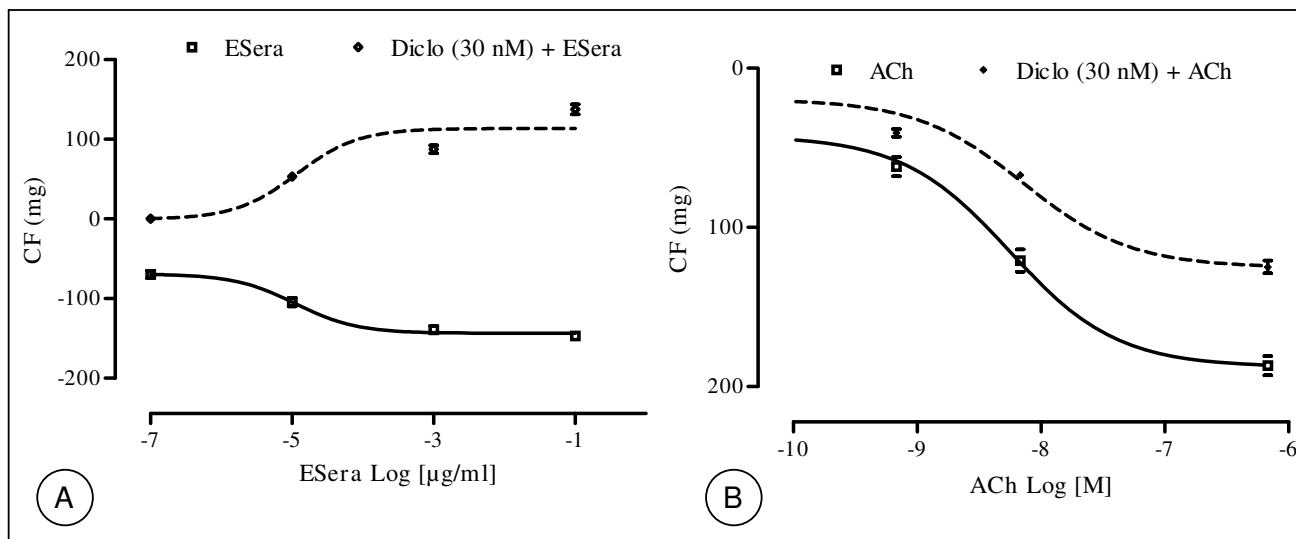 ESera
Diclo (30 nM) + ESera
200
100
0
-100
-200
CF (mg)
-7
-5
-3
-1
ESera Log [µg/ml]
A
ACh
Diclo (30 nM) + ACh
0
100
200
CF (mg)
-10
-9
-8
-7
-6
ACh Log [M]
B